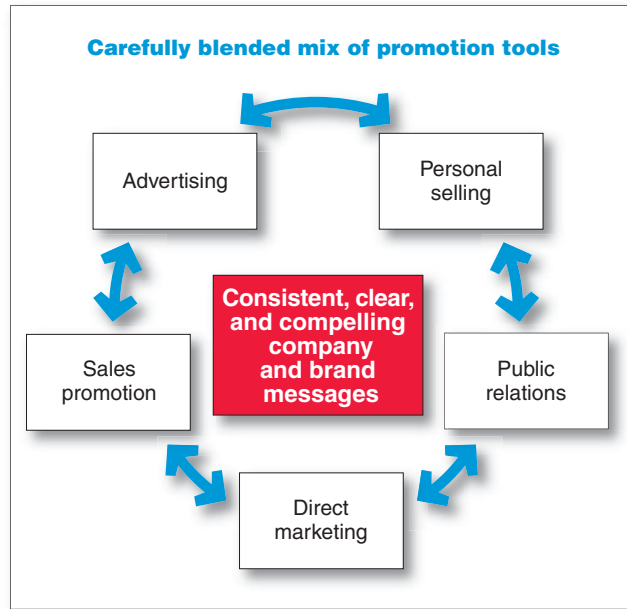 Carefully blended mix of promotion tools
Advertising
Personal
selling
Consistent, clear,
and compelling
company
and brand
messages
Sales
promotion
Public
relations
Direct
marketing